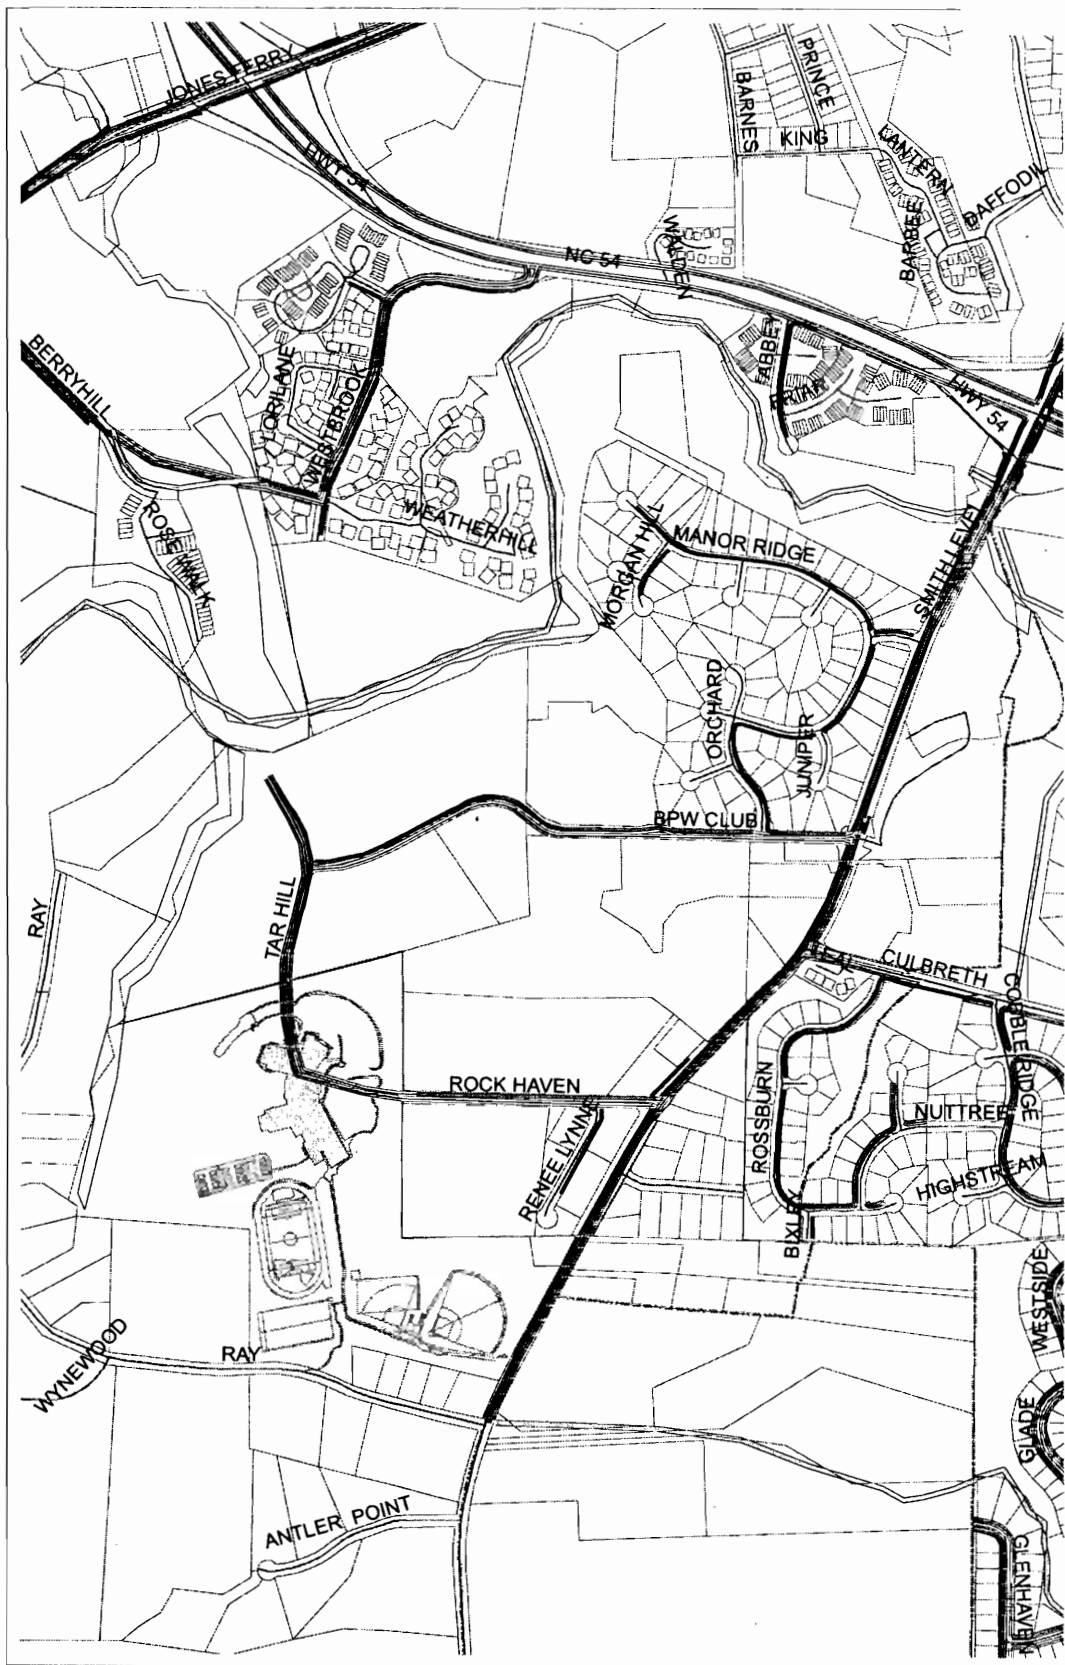 JONES FERRY
PRINCE
BARNES
KING
LANTERN
DAFFODIL
BARBEE
HWY 54
WALDEN
NC 54
ABBEY
FRIAR
HWY 54
BERRYHILL
WESTBROOK
WEATHERHILL
ROSE WALK
MORGAN HILL
MANOR RIDGE
SMITH LEVEL
ORCHARD
JUNIPER
BPW CLUB
TAR HILL
RAY
TEAL
CULBRETH
COBBLE RIDGE
ROCK HAVEN
ROSSBURN
NUTTREE
RENEE LYNNE
HIGHSTREAM
BIXLEY
WESTSIDE
WYNEWOOD
RAY
GLADE
ANTLER POINT
GLENHAVEN